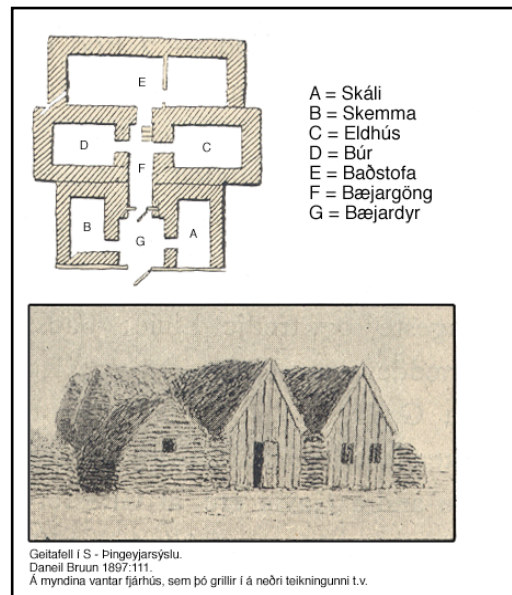 E
D
C
F
B
G
A
A = Skáli
B = Skemma
C = Eldhús
D = Búr
E = Baðstofa
F = Bæjargöng
G = Bæjardyr
Geitafell í S - Þingeyjarsýslu.
Daneil Bruun 1897:111.
Á myndina vantar fjárhús, sem þó grillir í á neðri teikningunni t.v.